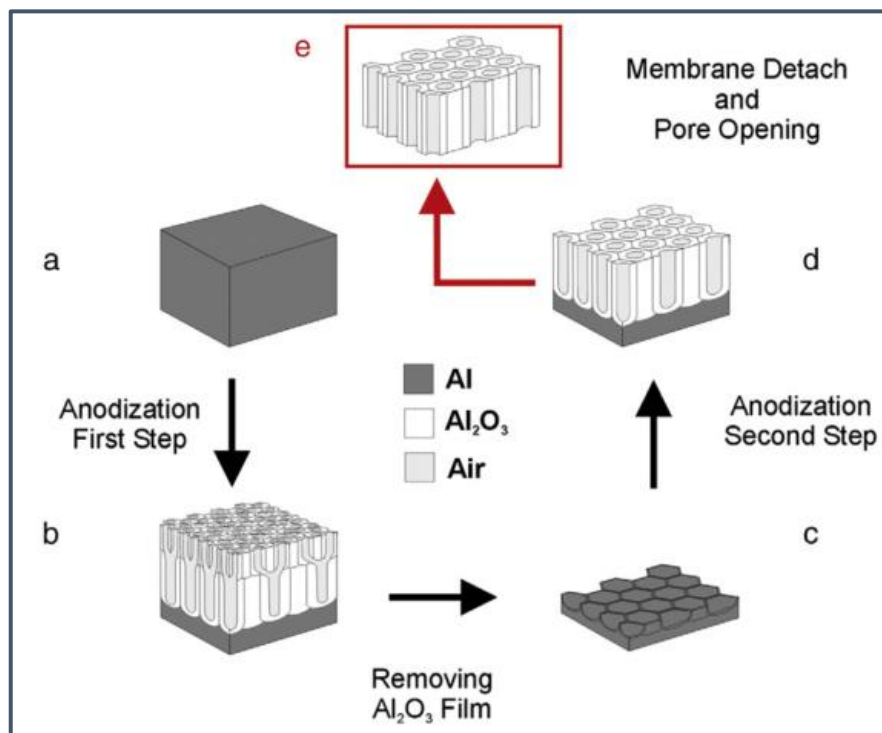 e
Membrane Detach
and
Pore Opening
a
d
Al
Al₂O₃
Air
Anodization
First Step
Anodization
Second Step
b
c
Removing
Al₂O₃ Film